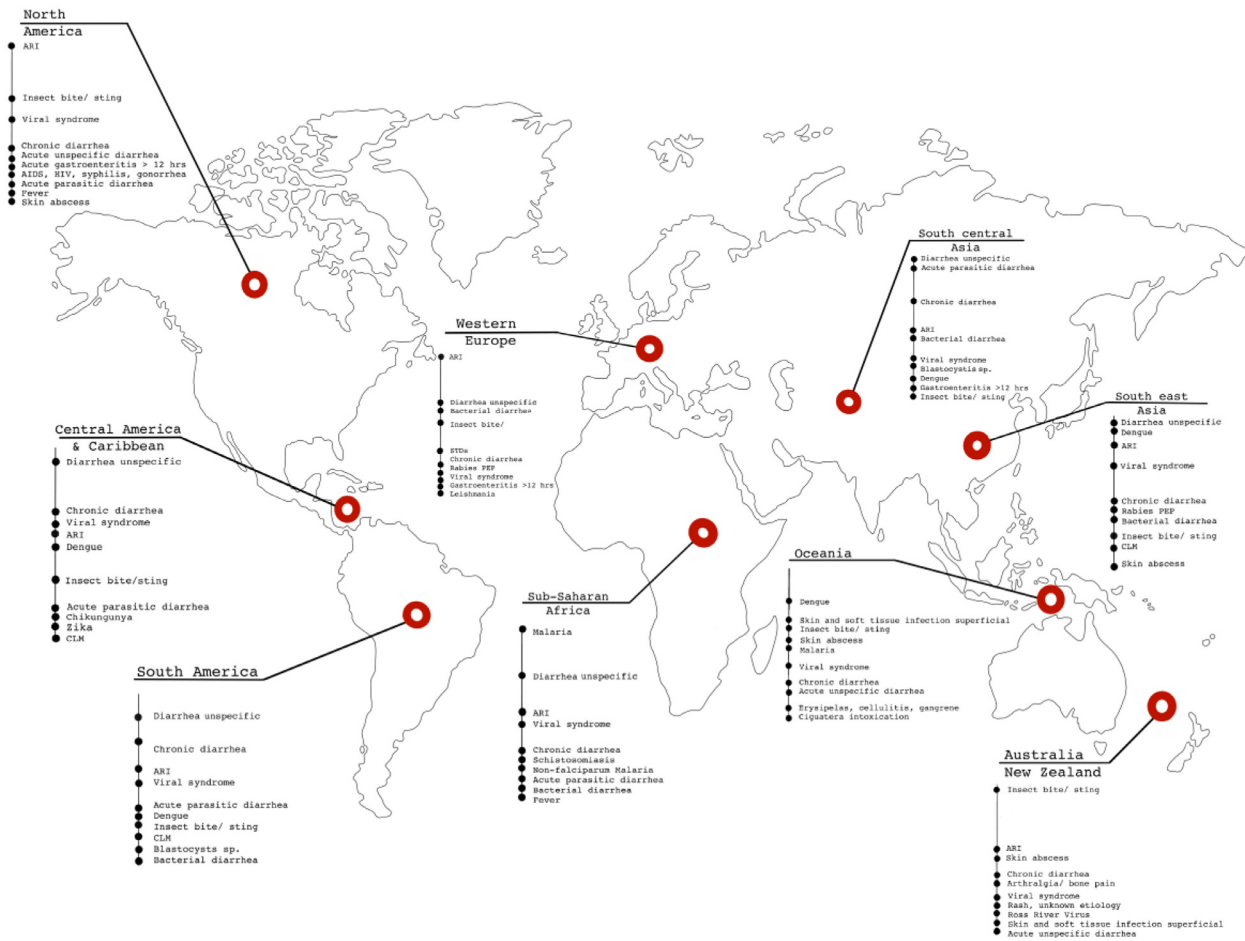 North
America
ARI
Insect bite/ sting
Viral syndrome
Chronic diarrhea
Acute unspecific diarrhea
Acute gastroenteritis > 12 hrs
AIDS, HIV, syphilis, gonorrhea
Acute parasitic diarrhea
Fever
Skin abscess
Western
Europe
ARI
Diarrhea unspecific
Bacterial diarrhea
Insect bite/
STDs
Chronic diarrhea
Rabies PEP
Viral syndrome
Gastroenteritis >12 hrs
Leishmania
South central
Asia
Diarrhea unspecific
Acute parasitic diarrhea
Chronic diarrhea
ARI
Bacterial diarrhea
Viral syndrome
Blastocystis sp.
Dengue
Gastroenteritis >12 hrs
Insect bite/ sting
South east
Asia
Diarrhea unspecific
Dengue
ARI
Viral syndrome
Chronic diarrhea
Rabies PEP
Bacterial diarrhea
Insect bite/ sting
CLM
Skin abscess
Central America
& Caribbean
Diarrhea unspecific
Chronic diarrhea
Viral syndrome
ARI
Dengue
Insect bite/sting
Acute parasitic diarrhea
Chikungunya
Zika
CLM
South America
Diarrhea unspecific
Chronic diarrhea
ARI
Viral syndrome
Acute parasitic diarrhea
Dengue
Insect bite/ sting
CLM
Blastocysts sp.
Bacterial diarrhea
Sub-Saharan
Africa
Malaria
Diarrhea unspecific
ARI
Viral syndrome
Chronic diarrhea
Schistosomiasis
Non-falciparum Malaria
Acute parasitic diarrhea
Bacterial diarrhea
Fever
Oceania
Dengue
Skin and soft tissue infection superficial
Insect bite/ sting
Skin abscess
Malaria
Viral syndrome
Chronic diarrhea
Acute unspecific diarrhea
Erysipelas, cellulitis, gangrene
Ciguatera intoxication
Australia
New Zealand
Insect bite/ sting
ARI
Skin abscess
Chronic diarrhea
Arthralgia/ bone pain
Viral syndrome
Rash, unknown etiology
Ross River Virus
Skin and soft tissue infection superficial
Acute unspecific diarrhea